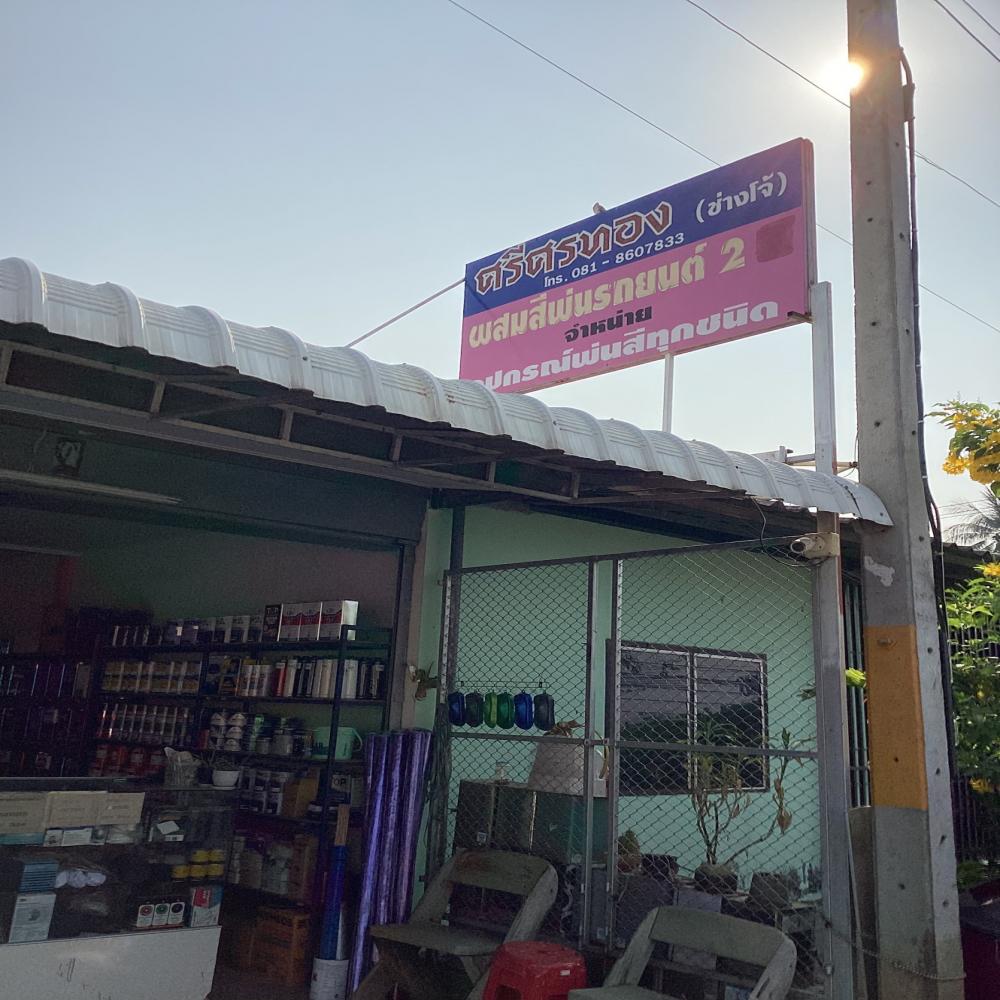 ศรีศรทอง (ช่างโจ้)
โทร. 081 - 8607833
ผสมสีพ่นรถยนต์ 2
จำหน่าย
อุปกรณ์พ่นสีทุกชนิด
TOP